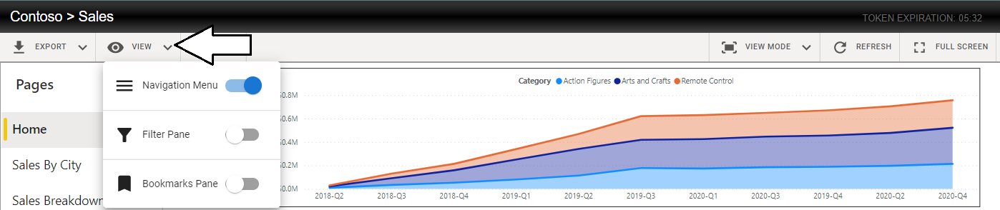 Contoso > Sales
TOKEN EXPIRATION: 05:32
EXPORT VIEW VIEW MODE REFRESH FULL SCREEN
Pages
Home
Sales By City
Sales Breakdown
Navigation Menu
Filter Pane
Bookmarks Pane
Category Action Figures Arts and Crafts Remote Control
0.8M
0.6M
0.4M
0.2M
0.0M
2018-Q2 2018-Q3 2018-Q4 2019-Q1 2019-Q2 2019-Q3 2020-Q1 2020-Q3 2019-Q4 2020-Q2 2020-Q4